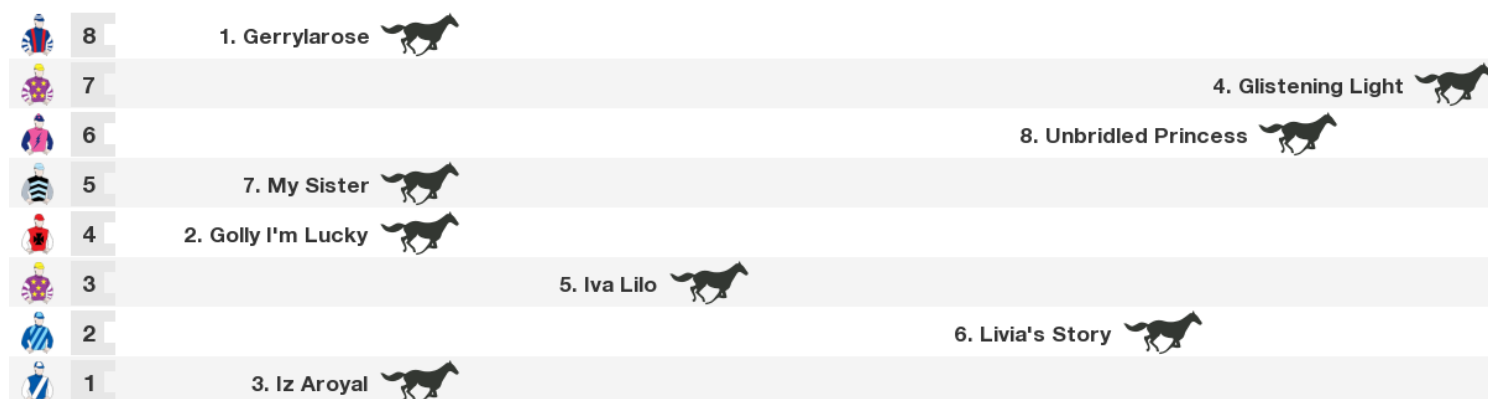 8 1. Gerrylarose
7 4. Glistening Light
6 8. Unbridled Princess
5 7. My Sister
4 2. Golly I'm Lucky
3 5. Iva Lilo
2 6. Livia's Story
1 3. Iz Aroyal